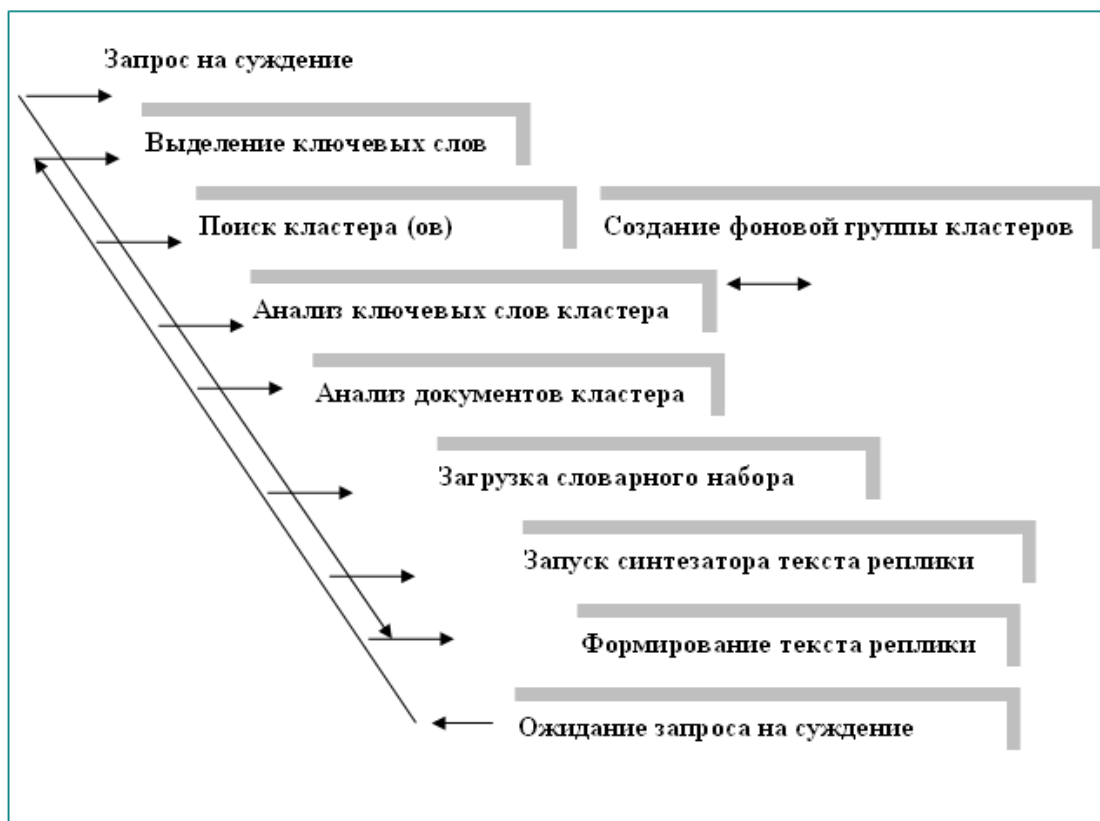 Запрос на суждение
Выделение ключевых слов
Поиск кластера (ов)
Создание фоновой группы кластеров
Анализ ключевых слов кластера
Анализ документов кластера
Загрузка словарного набора
Запуск синтезатора текста реплики
Формирование текста реплики
Ожидание запроса на суждение